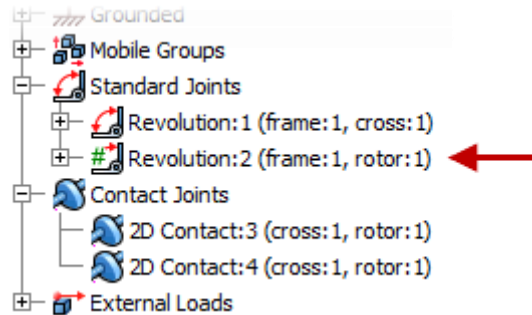 Grounded
Mobile Groups
Standard Joints
Revolution:1 (frame:1, cross:1)
# Revolution:2 (frame:1, rotor:1)
Contact Joints
2D Contact:3 (cross:1, rotor:1)
2D Contact:4 (cross:1, rotor:1)
External Loads